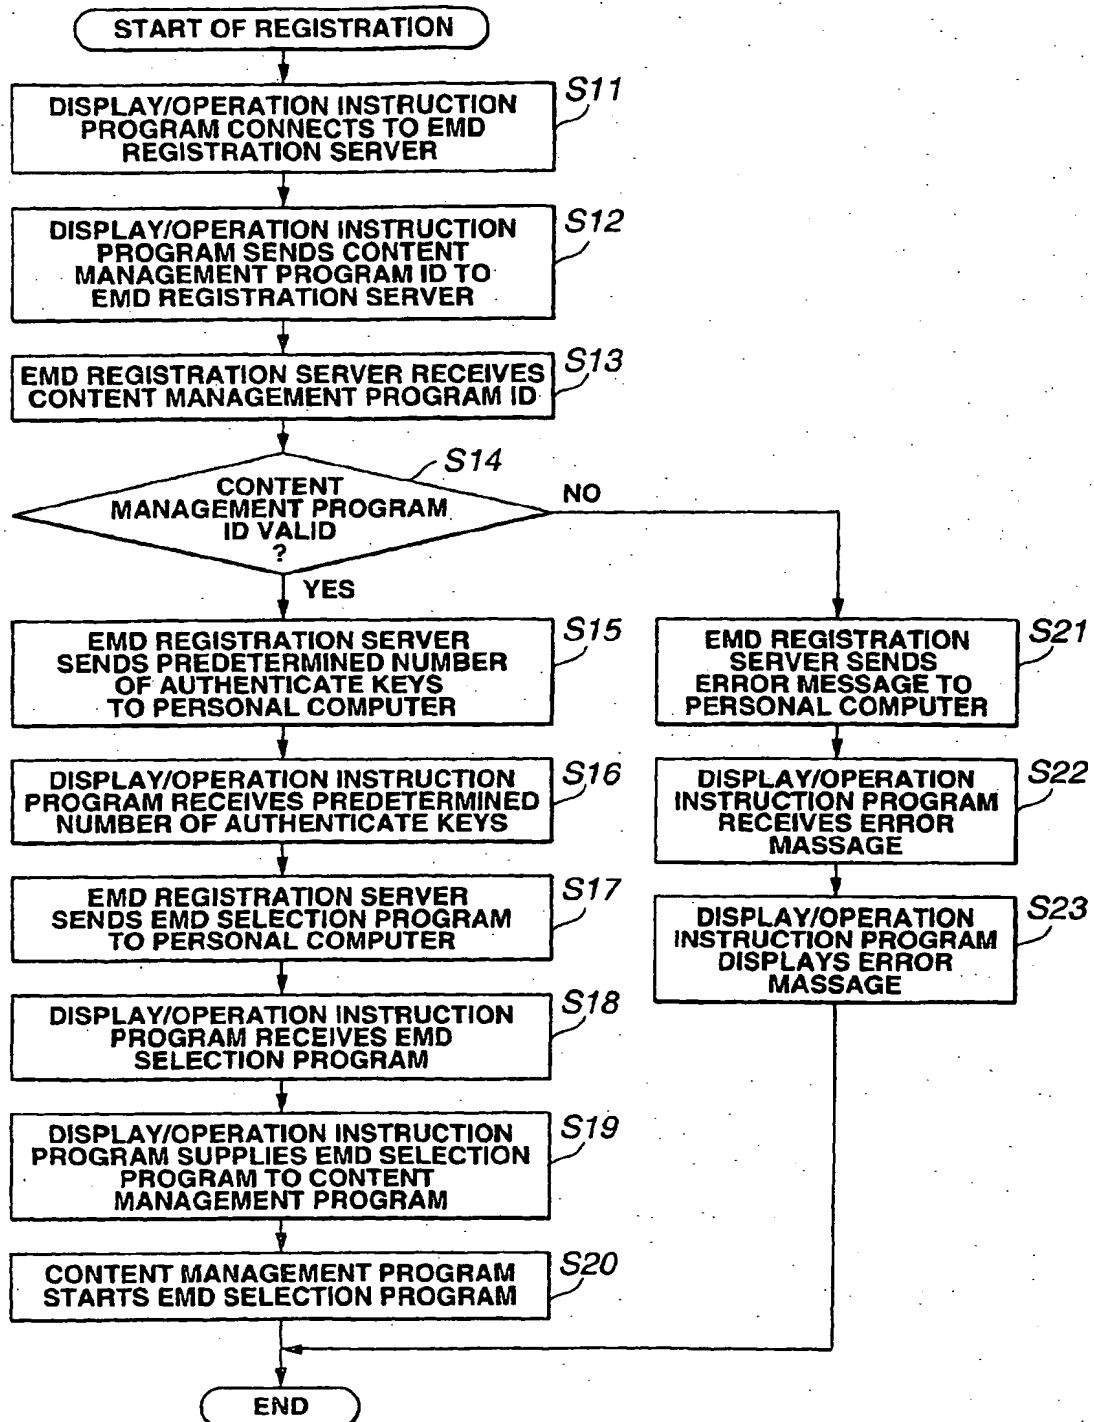 START OF REGISTRATION
S11
DISPLAY/OPERATION INSTRUCTION
PROGRAM CONNECTS TO EMD
REGISTRATION SERVER
S12
DISPLAY/OPERATION INSTRUCTION
PROGRAM SENDS CONTENT
MANAGEMENT PROGRAM ID TO
EMD REGISTRATION SERVER
S13
EMD REGISTRATION SERVER RECEIVES
CONTENT MANAGEMENT PROGRAM ID
S14
CONTENT
MANAGEMENT PROGRAM
ID VALID
?
NO
YES
S15
EMD REGISTRATION SERVER
SENDS PREDETERMINED NUMBER
OF AUTHENTICATE KEYS
TO PERSONAL COMPUTER
S16
DISPLAY/OPERATION INSTRUCTION
PROGRAM RECEIVES PREDETERMINED
NUMBER OF AUTHENTICATE KEYS
S17
EMD REGISTRATION SERVER
SENDS EMD SELECTION PROGRAM
TO PERSONAL COMPUTER
S18
DISPLAY/OPERATION INSTRUCTION
PROGRAM RECEIVES EMD
SELECTION PROGRAM
S19
DISPLAY/OPERATION INSTRUCTION
PROGRAM SUPPLIES EMD SELECTION
PROGRAM TO CONTENT
MANAGEMENT PROGRAM
S20
CONTENT MANAGEMENT PROGRAM
STARTS EMD SELECTION PROGRAM
S21
EMD REGISTRATION
SERVER SENDS
ERROR MESSAGE TO
PERSONAL COMPUTER
S22
DISPLAY/OPERATION
INSTRUCTION PROGRAM
RECEIVES ERROR
MASSAGE
S23
DISPLAY/OPERATION
INSTRUCTION PROGRAM
DISPLAYS ERROR
MASSAGE
END